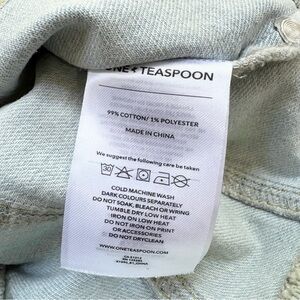 ONE TEASPOON
99% COTTON/ 1% POLYESTER
MADE IN CHINA
We suggest the following care be taken
30
COLD MACHINE WASH
DARK COLOURS SEPARATELY
DO NOT SOAK, BLEACH OR WRING
TUMBLE DRY LOW HEAT
IRON ON LOW HEAT
DO NOT IRON ON PRINT
OR ACCESSORIES
DO NOT DRYCLEAN
WWW.ONETEASPOON.COM